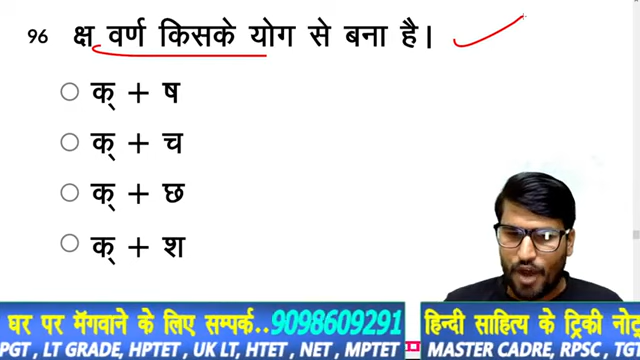 96 क्ष वर्ण किसके योग से बना है।
क् + ष
क् + च
क् + छ
क् + श
घर पर मॅगवाने के लिए सम्पर्क..9098609291 हिन्दी साहित्य के ट्रिकी नोट्
PGT, LT GRADE, HPTET , UK LT, HTET , NET , MPTET MASTER CADRE, RPSC, TG